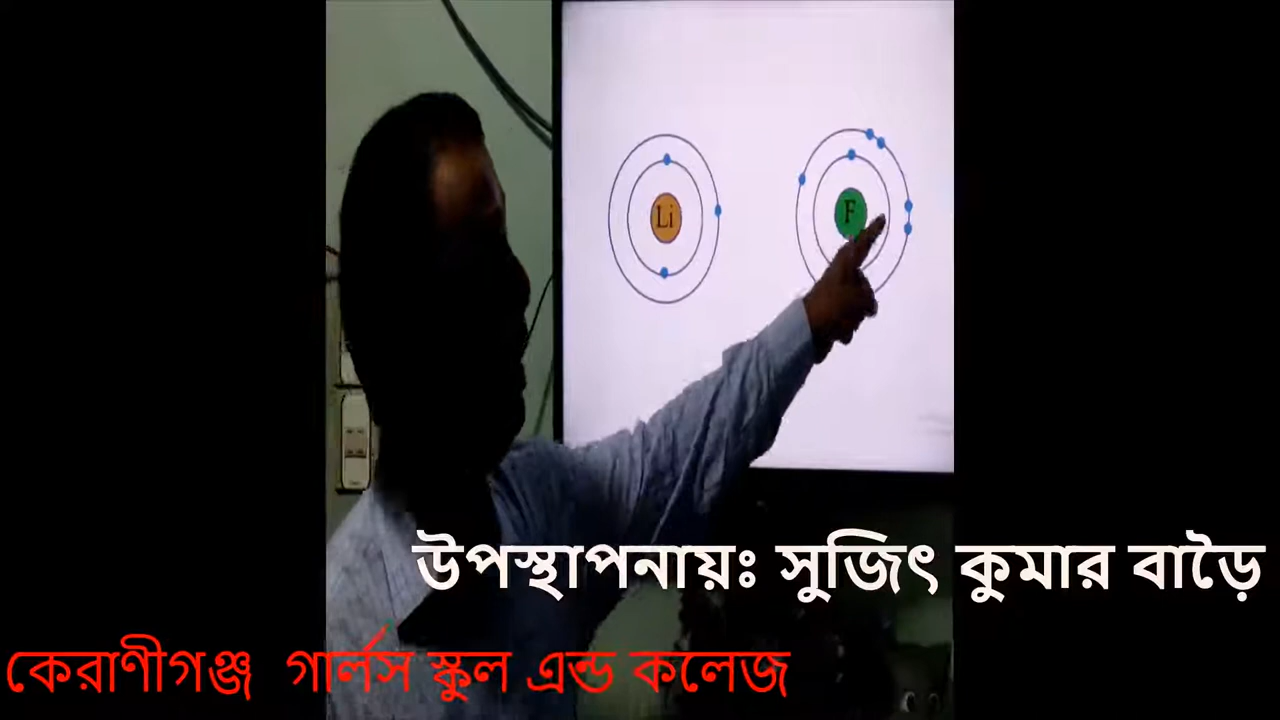 Li F
উপস্থাপনায়ঃ সুজিৎ কুমার বাড়ৈ
কেরাণীগঞ্জ গার্লস স্কুল এন্ড কলেজ